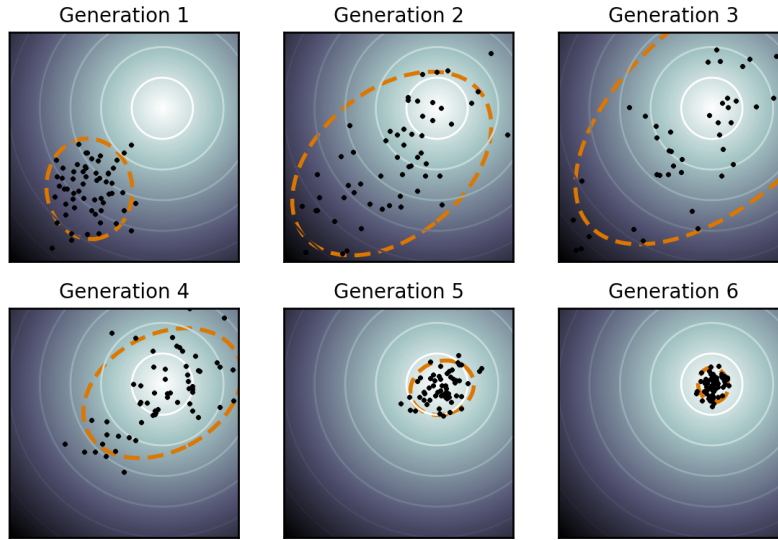 Generation 1
Generation 2
Generation 3
Generation 4
Generation 5
Generation 6